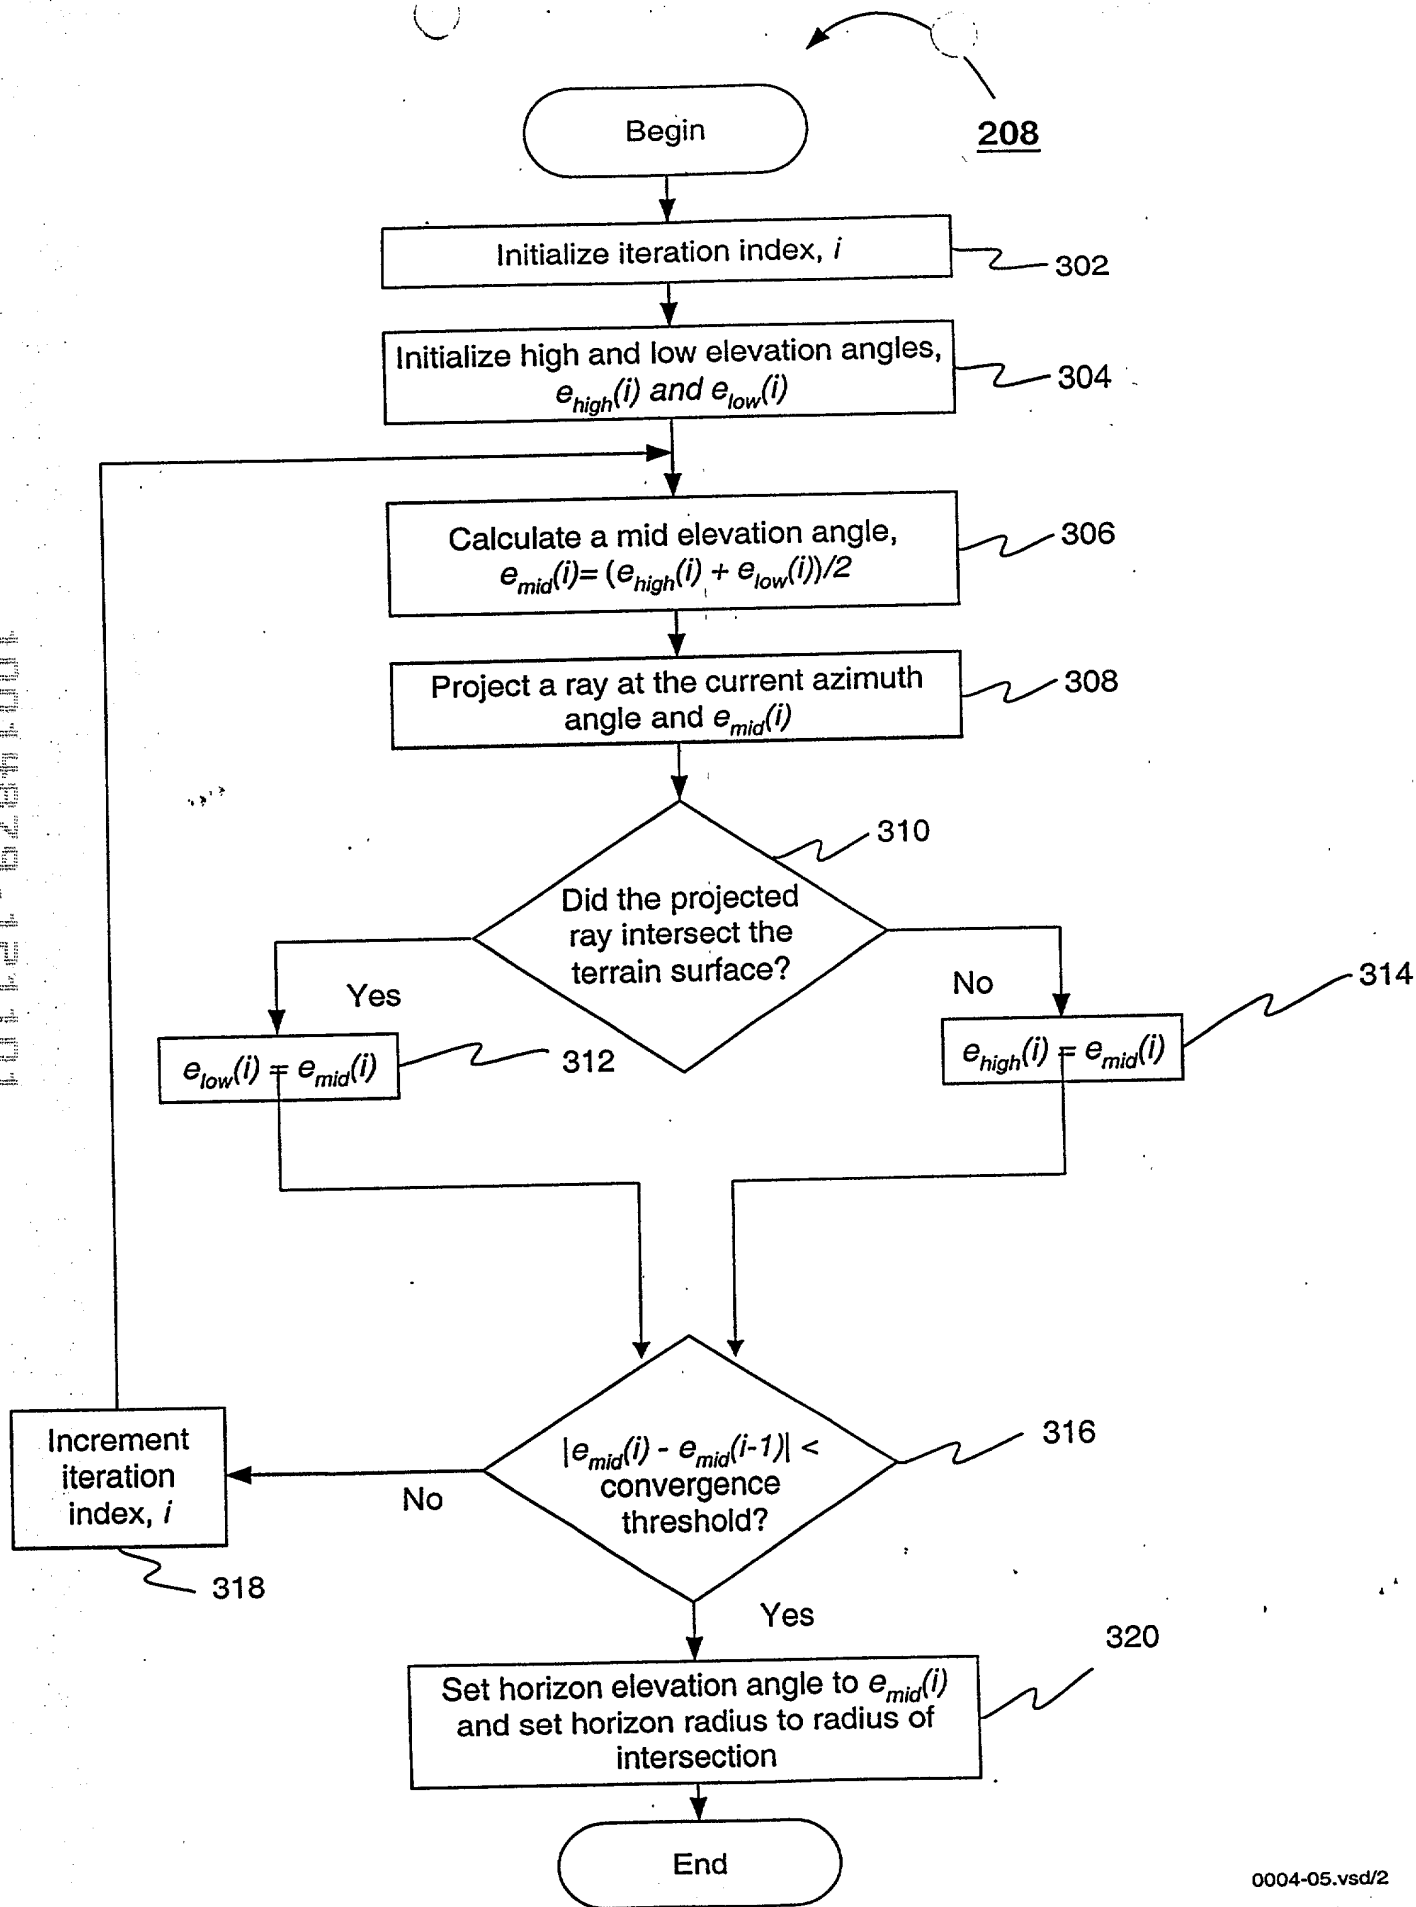 Begin
208
Initialize iteration index, i
302
Initialize high and low elevation angles,
e_high(i) and e_low(i)
304
Calculate a mid elevation angle,
e_mid(i)= (e_high(i) + e_low(i))/2
306
Project a ray at the current azimuth
angle and e_mid(i)
308
310
Did the projected
ray intersect the
terrain surface?
Yes
No
314
e_low(i) = e_mid(i)
312
e_high(i) = e_mid(i)
Increment
iteration
index, i
318
No
|e_mid(i) - e_mid(i-1)| <
convergence
threshold?
316
Yes
320
Set horizon elevation angle to e_mid(i)
and set horizon radius to radius of
intersection
End
0004-05.vsd/2